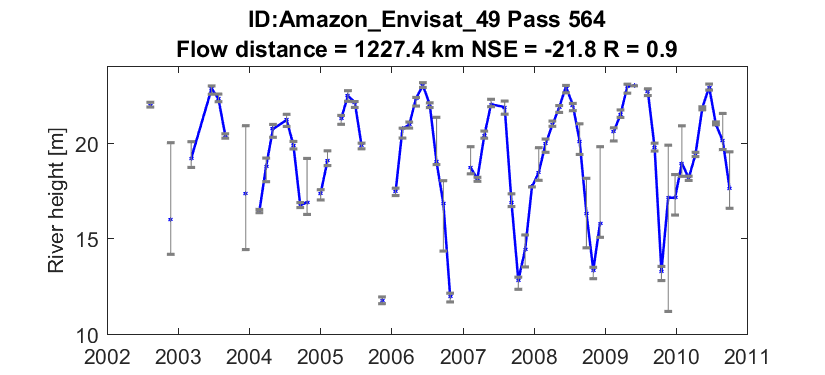 ID:Amazon_Envisat_49 Pass 564
Flow distance = 1227.4 km NSE = -21.8 R = 0.9
River height [m]
20
15
10
2002 2003 2004 2005 2006 2007 2008 2009 2010 2011